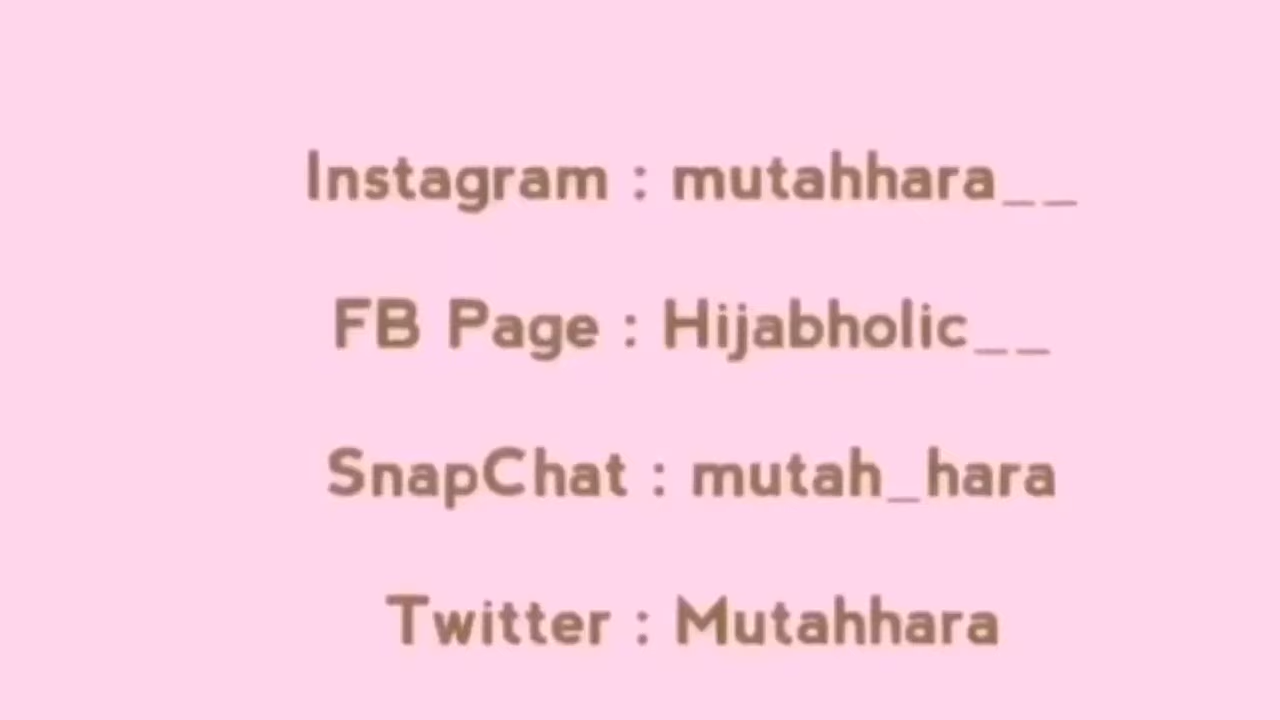 Instagram : mutahhara__
FB Page : Hijabholic__
SnapChat : mutah_hara
Twitter : Mutahhara